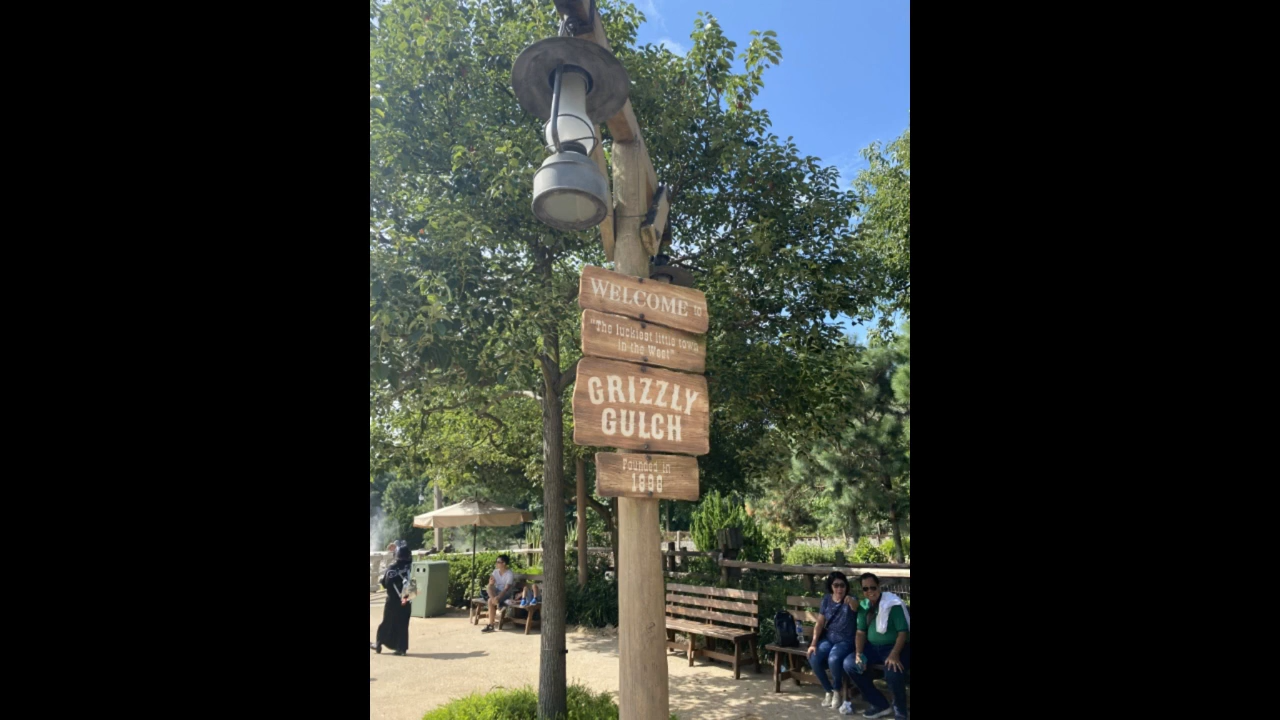 WELCOME to
"The luckiest little town
in the West"
GRIZZLY
GULCH
Founded in
1888